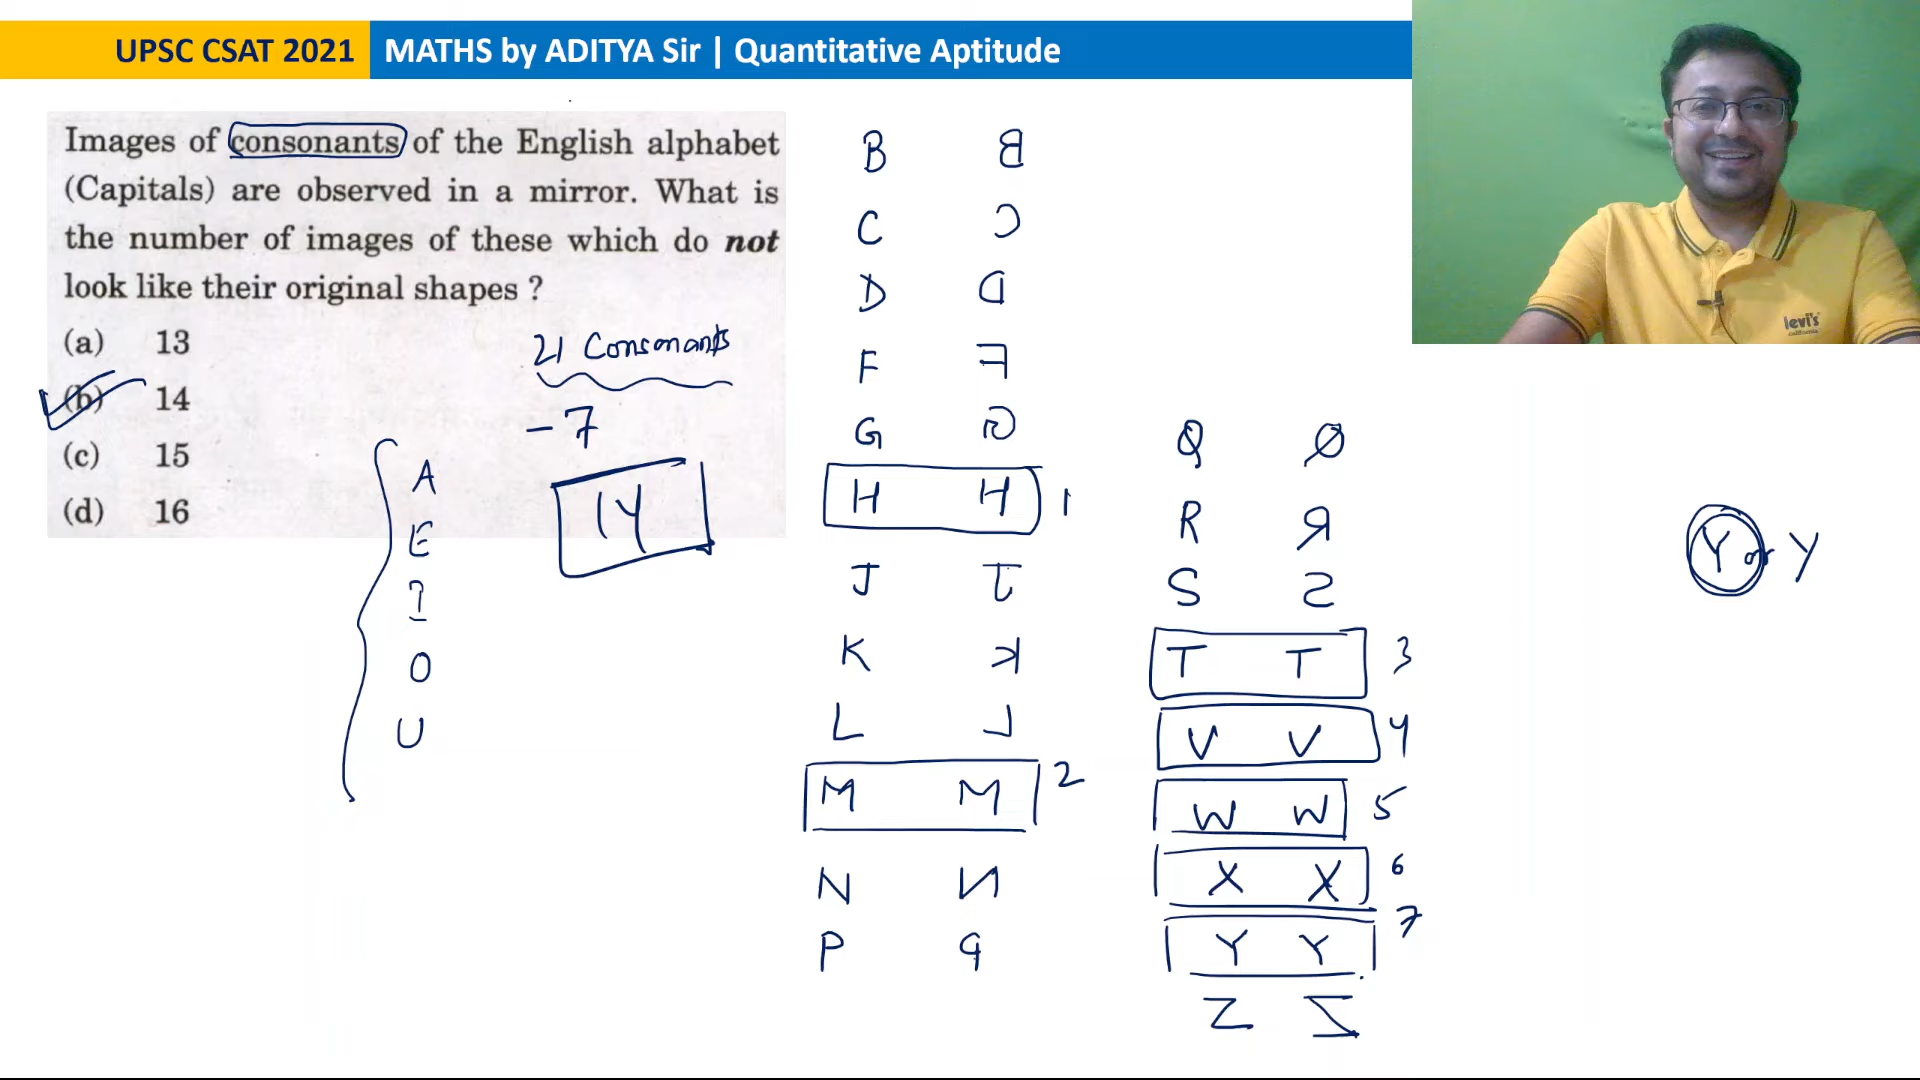 UPSC CSAT 2021 MATHS by ADITYA Sir | Quantitative Aptitude
Images of consonants of the English alphabet
(Capitals) are observed in a mirror. What is
the number of images of these which do not
look like their original shapes ?
(a) 13
(b) 14
(c) 15
(d) 16
21 Consonants
- 7
14
A
E
I
O
U
B B
C C
D D
F F
G G
H H 1
J J
K K
L L
M M 2
N N
P P
Q Q
R R
S S
T T 3
V V 4
W W 5
X X 6
Y Y 7
Z Z
Y or Y
levi's